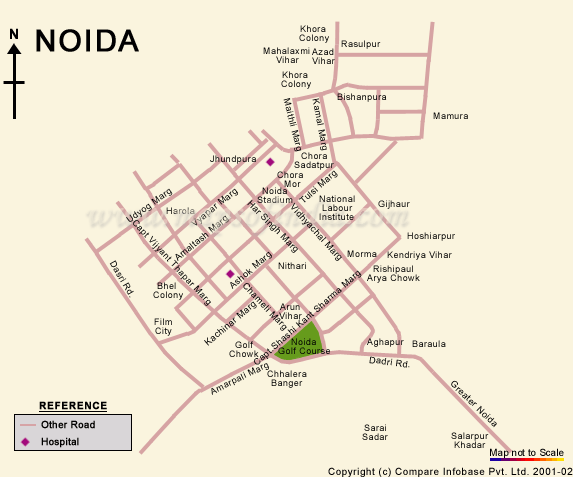 N
NOIDA
Khora
Colony
Rasulpur
Mahalaxmi
Vihar
Azad
Vihar
Khora
Colony
Bishanpura
Maithli Marg
Kamal Marg
Mamura
Jhundpura
Chora
Sadatpur
Chora
Mor
Tulsi Marg
Noida
Stadium
National
Labour
Institute
Gijhaur
Udyog Marg
Harola
Vyapar Marg
Har Singh Marg
Vidhyachal Marg
Capt Vijyant Thapar Marg
Amaltash Marg
Hoshiarpur
Morma
Kendriya Vihar
Dasri Rd.
Ashok Marg
Nithari
Rishipaul
Arya Chowk
Bhel
Colony
Chameli Marg
Arun
Vihar
Capt Shashi Kant Sharma Marg
Film
City
Kachinar Marg
Golf
Chowk
Noida
Golf Course
Aghapur
Baraula
Dadri Rd.
Amarpali Marg
Chhalera
Banger
Greater Noida
REFERENCE
Other Road
Hospital
Sarai
Sadar
Salarpur
Khadar
Map not to Scale
Copyright (c) Compare Infobase Pvt. Ltd. 2001-02